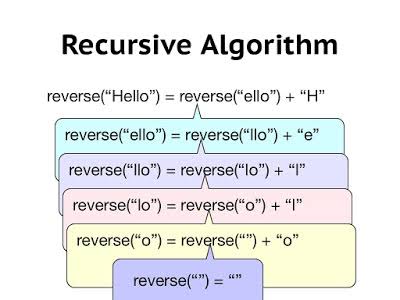 Recursive Algorithm
reverse(“Hello”) = reverse(“ello”) + “H”
reverse(“ello”) = reverse(“llo”) + “e”
reverse(“llo”) = reverse(“lo”) + “l”
reverse(“lo”) = reverse(“o”) + “l”
reverse(“o”) = reverse(“”) + “o”
reverse(“”) = “”